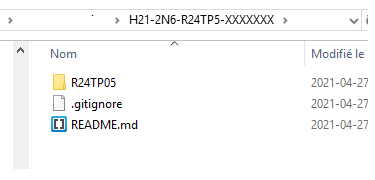 H21-2N6-R24TP5-XXXXXXX
Nom
Modifié le
R24TP05 2021-04-27
.gitignore 2021-04-27
README.md 2021-04-27